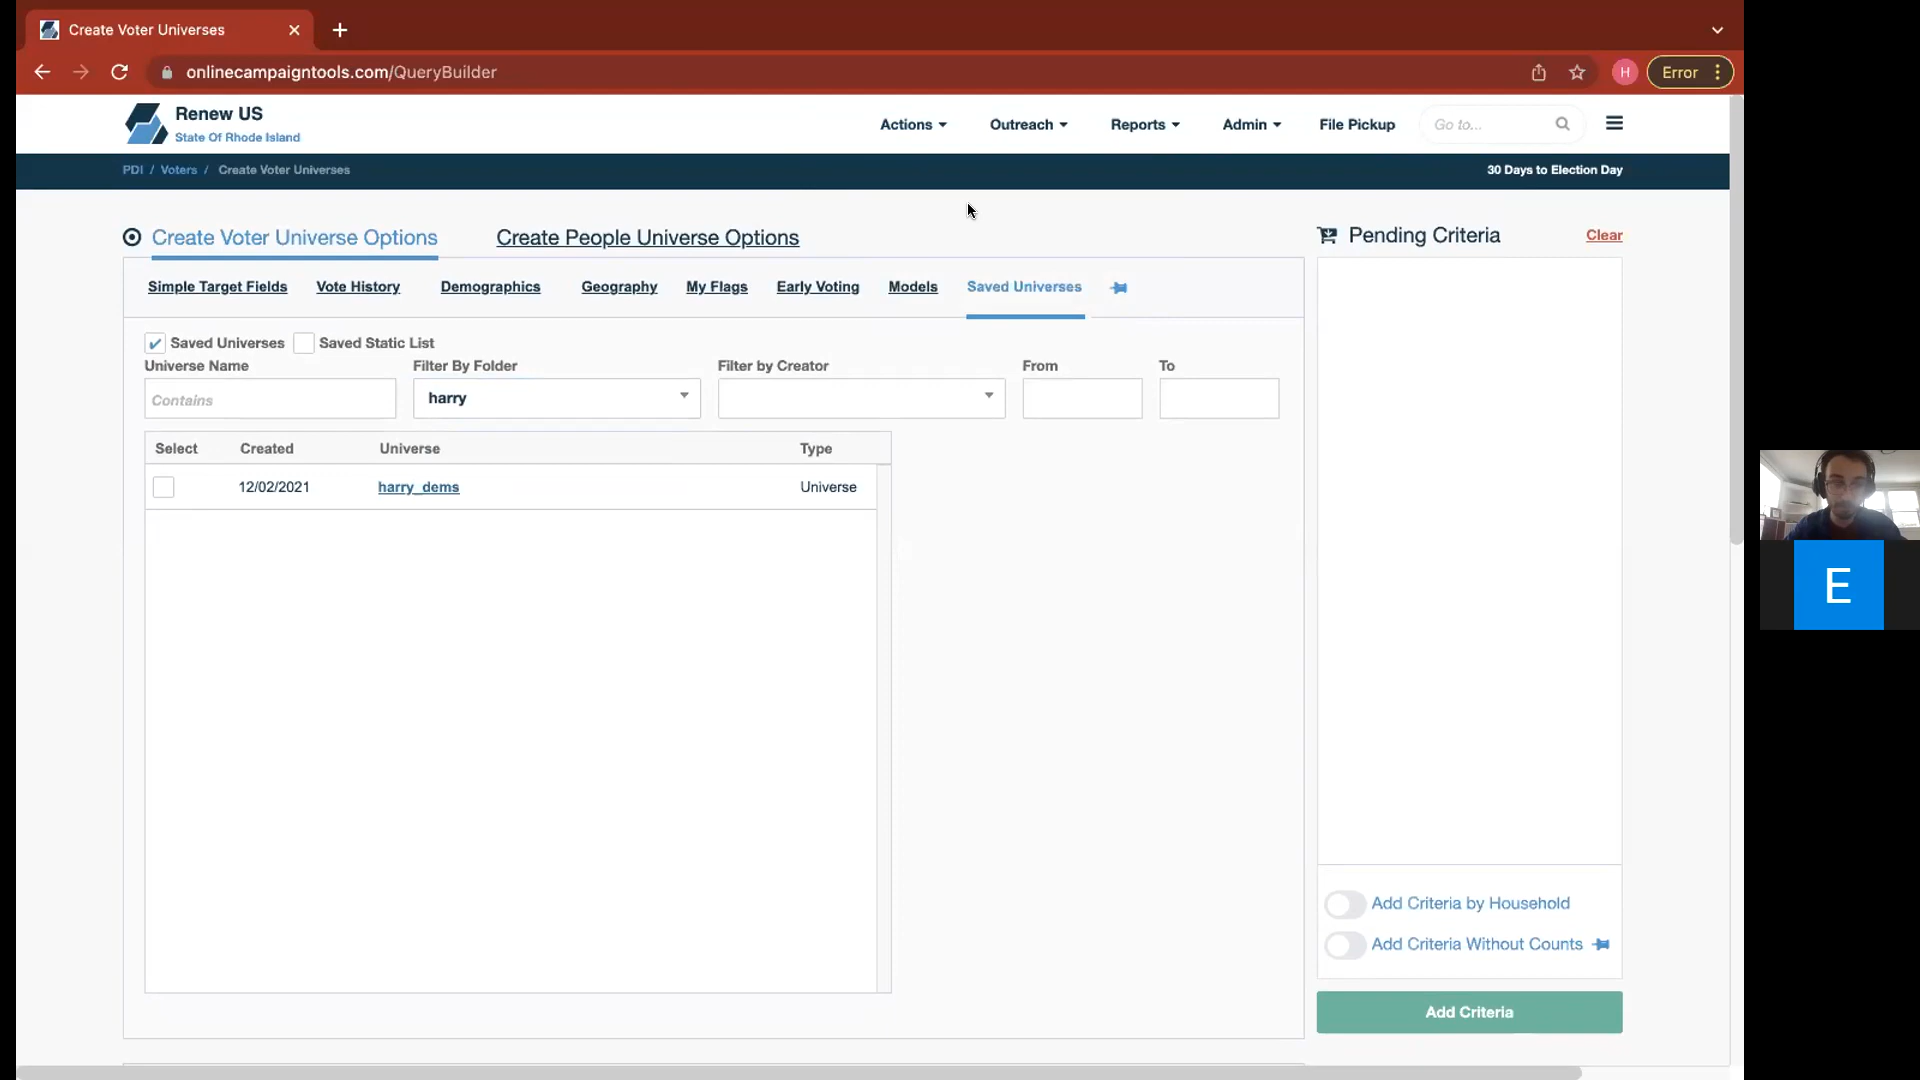 Create Voter Universes
onlinecampaigntools.com/QueryBuilder
H
Error
Renew US
State Of Rhode Island
Actions
Outreach
Reports
Admin
File Pickup
Go to...
PDI / Voters / Create Voter Universes
30 Days to Election Day
Create Voter Universe Options
Create People Universe Options
Pending Criteria
Clear
Simple Target Fields
Vote History
Demographics
Geography
My Flags
Early Voting
Models
Saved Universes
Saved Universes
Saved Static List
Universe Name
Filter By Folder
Filter by Creator
From
To
Contains
harry
Select
Created
Universe
Type
12/02/2021
harry_dems
Universe
E
Add Criteria by Household
Add Criteria Without Counts
Add Criteria